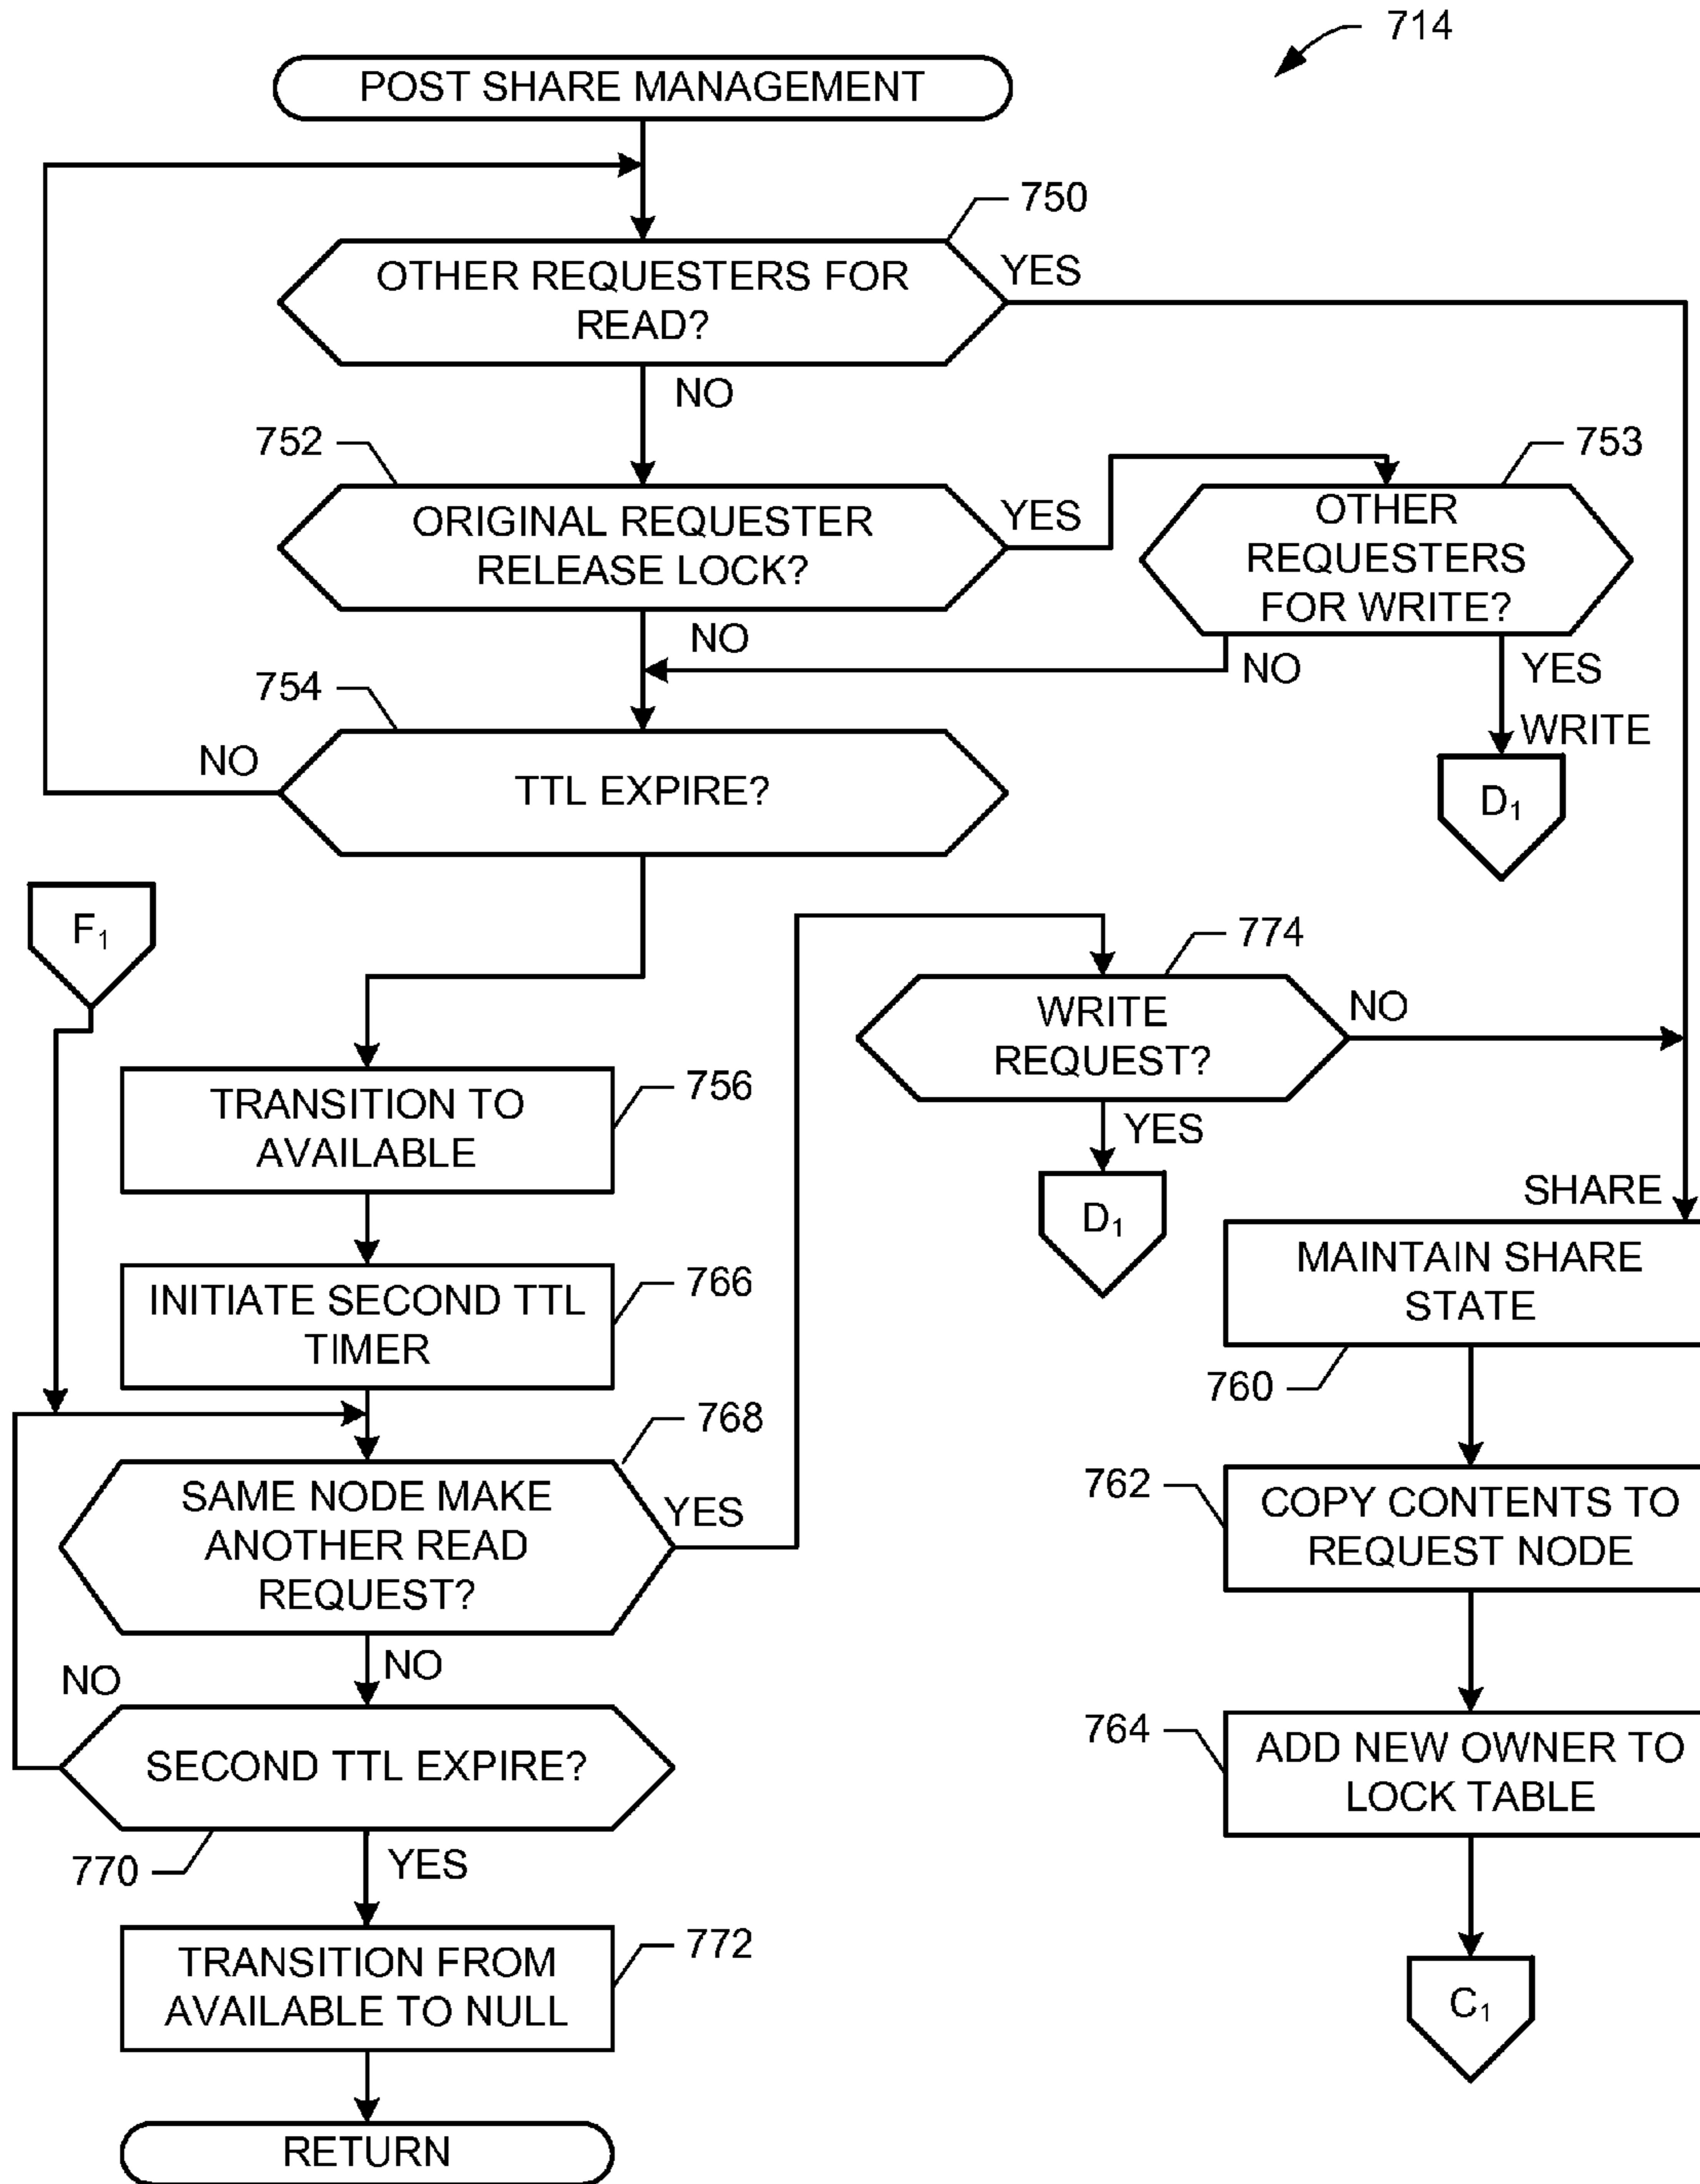 714
POST SHARE MANAGEMENT
750
OTHER REQUESTERS FOR
READ?
YES
NO
752
ORIGINAL REQUESTER
RELEASE LOCK?
YES
753
OTHER
REQUESTERS
FOR WRITE?
NO
NO
YES
WRITE
D₁
754
NO
TTL EXPIRE?
F₁
774
WRITE
REQUEST?
NO
YES
D₁
756
TRANSITION TO
AVAILABLE
SHARE
MAINTAIN SHARE
STATE
760
766
INITIATE SECOND TTL
TIMER
768
SAME NODE MAKE
ANOTHER READ
REQUEST?
YES
762
COPY CONTENTS TO
REQUEST NODE
NO
NO
764
ADD NEW OWNER TO
LOCK TABLE
SECOND TTL EXPIRE?
770
YES
772
TRANSITION FROM
AVAILABLE TO NULL
C₁
RETURN